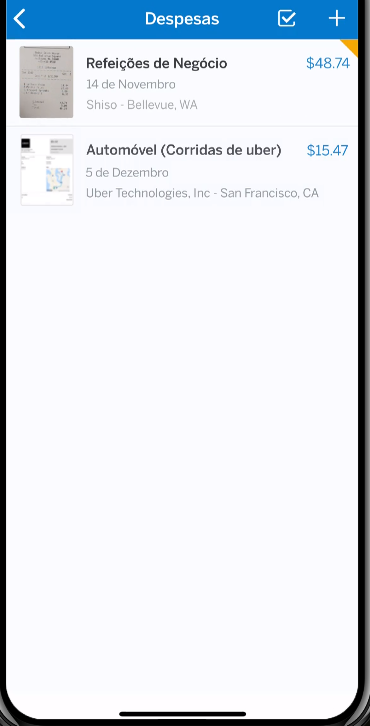 Despesas
Refeições de Negócio
$48.74
14 de Novembro
Shiso - Bellevue, WA
Automóvel (Corridas de uber)
$15.47
5 de Dezembro
Uber Technologies, Inc - San Francisco, CA